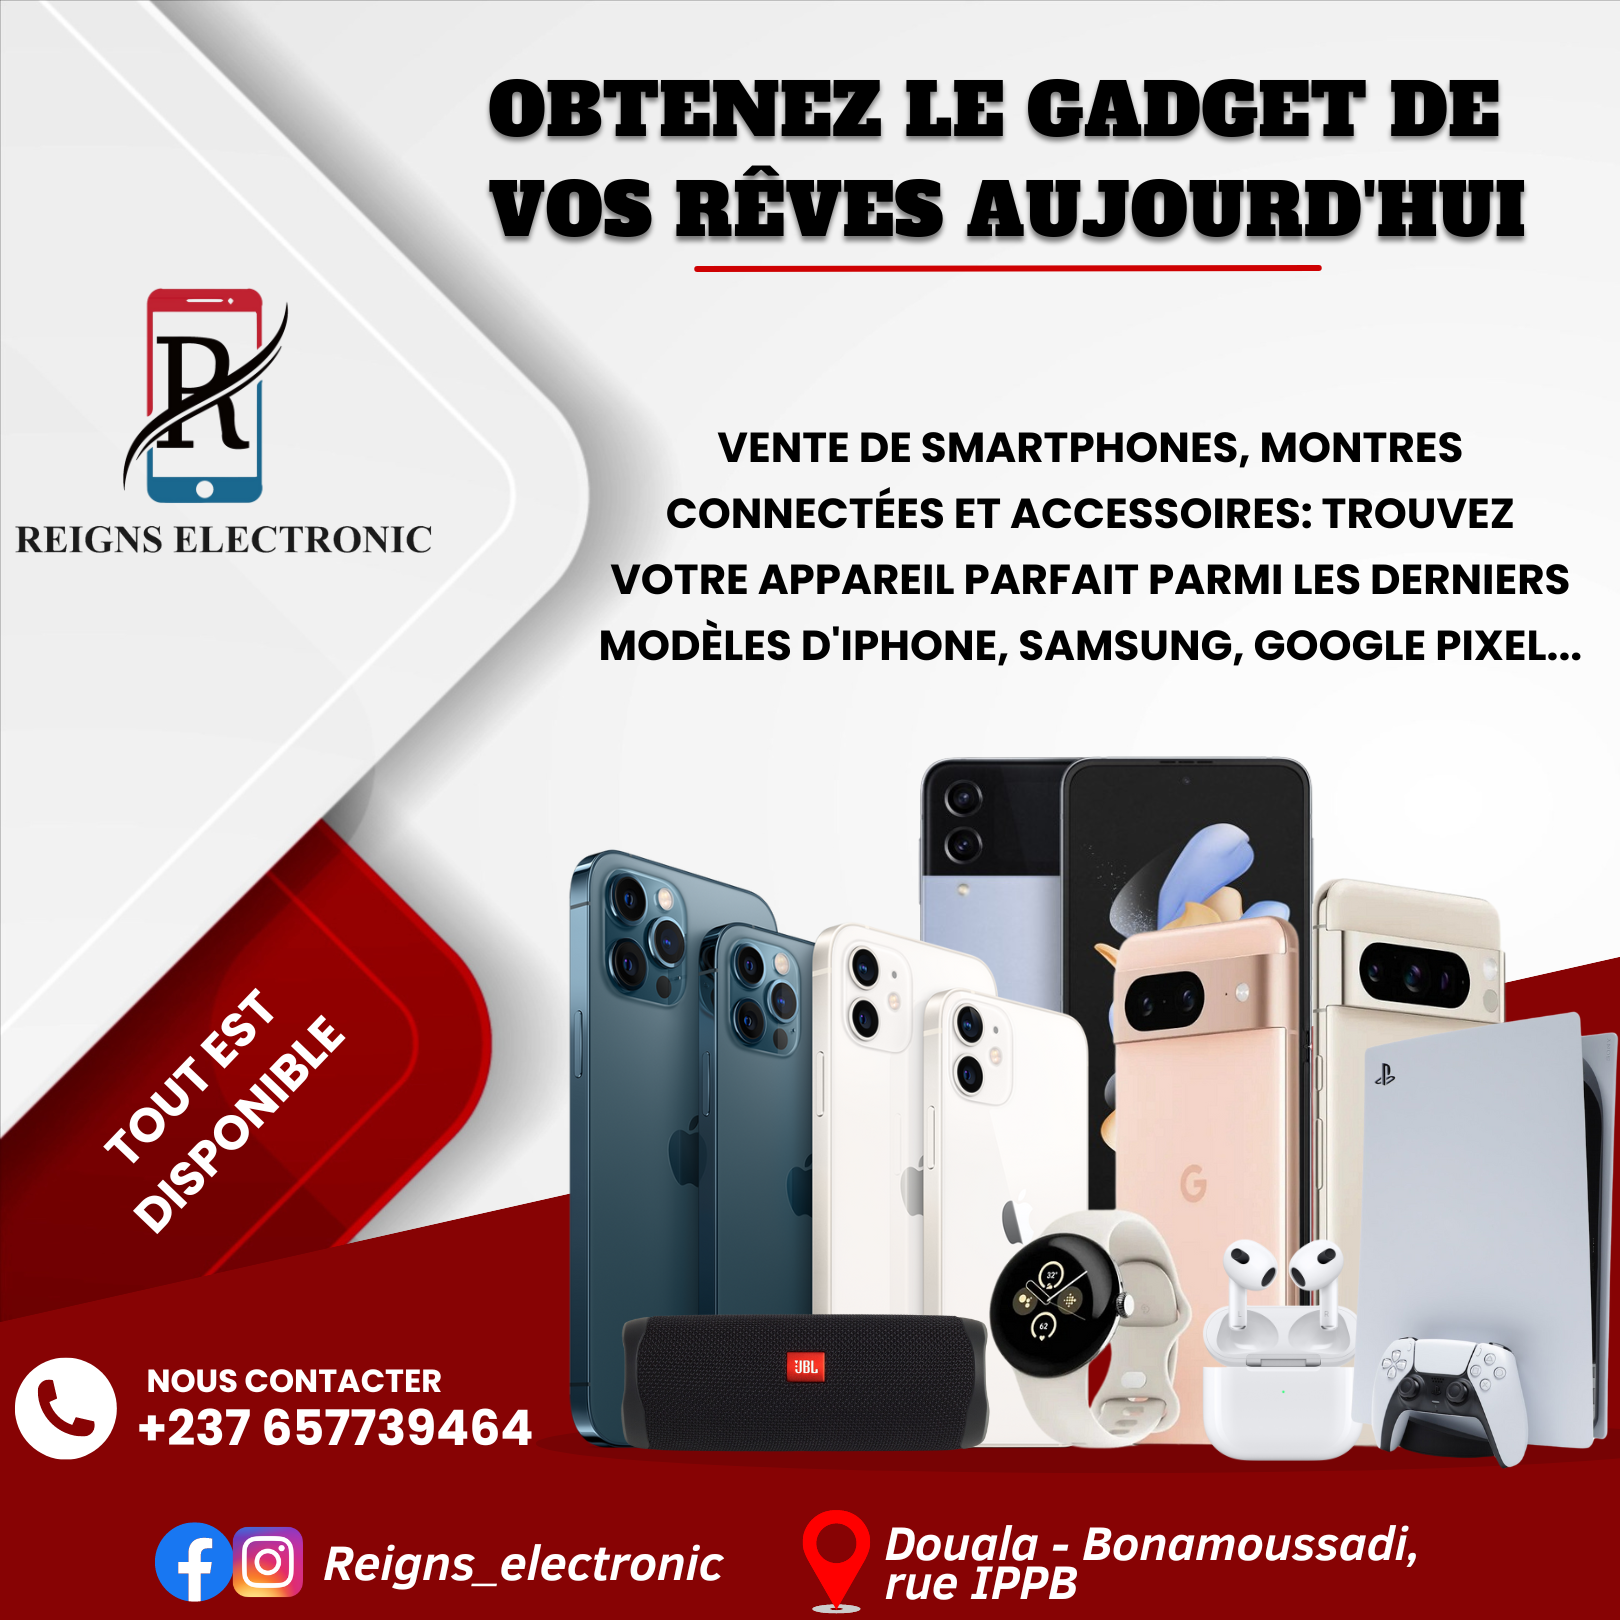 OBTENEZ LE GADGET DE
VOS RÊVES AUJOURD'HUI
R
REIGNS ELECTRONIC
VENTE DE SMARTPHONES, MONTRES
CONNECTÉES ET ACCESSOIRES: TROUVEZ
VOTRE APPAREIL PARFAIT PARMI LES DERNIERS
MODÈLES D'IPHONE, SAMSUNG, GOOGLE PIXEL...
TOUT EST
DISPONIBLE
G
32°
62
JBL
NOUS CONTACTER
+237 657739464
Reigns_electronic
Douala - Bonamoussadi,
rue IPPB